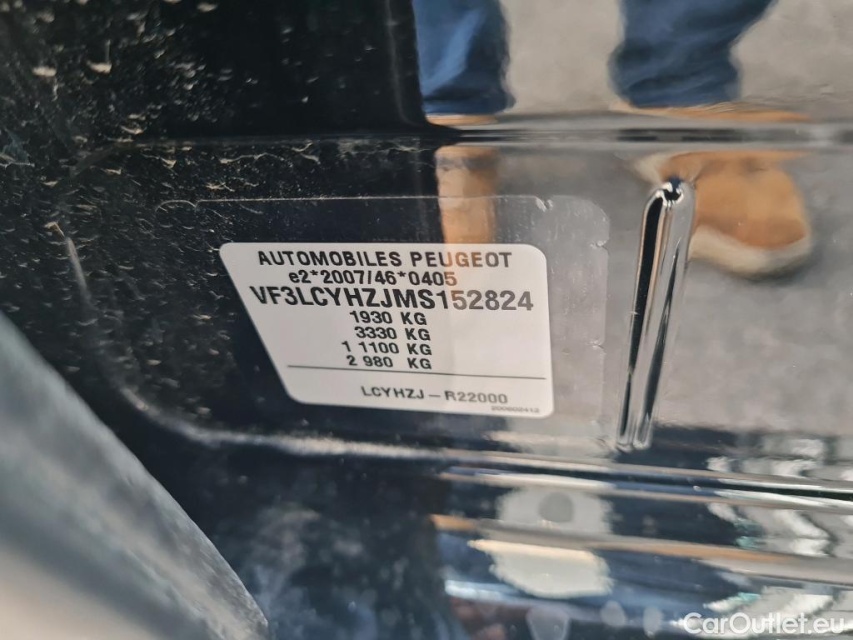 AUTOMOBILES PEUGEOT
e2*2007/46*0405
VF3LCYHZJMS152824
1930 KG
3330 KG
1 1100 KG
2 980 KG
LCYHZJ - R22000
CarOutlet.eu